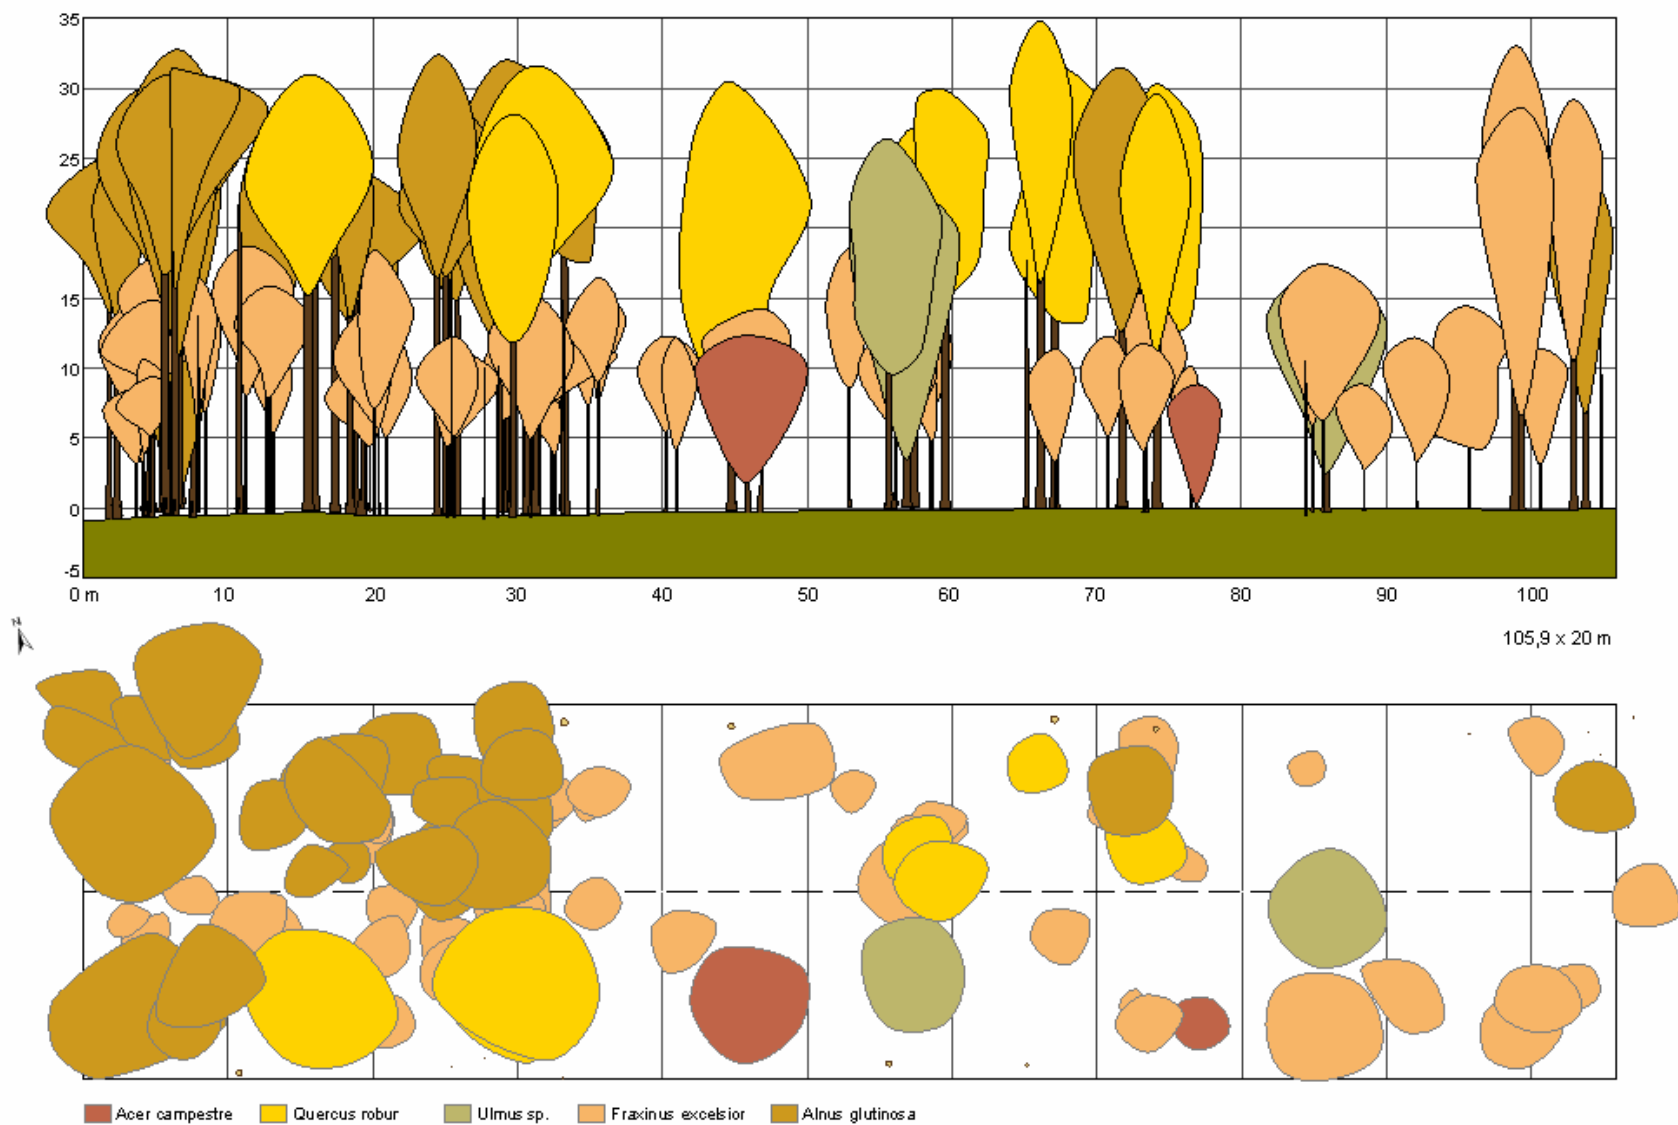 35
30
25
20
15
10
5
0
-5
0 m 10 20 30 40 50 60 70 80 90 100
N
105,9 x 20 m
Acer campestre Quercus robur Ulmus sp. Fraxinus excelsior Alnus glutinosa